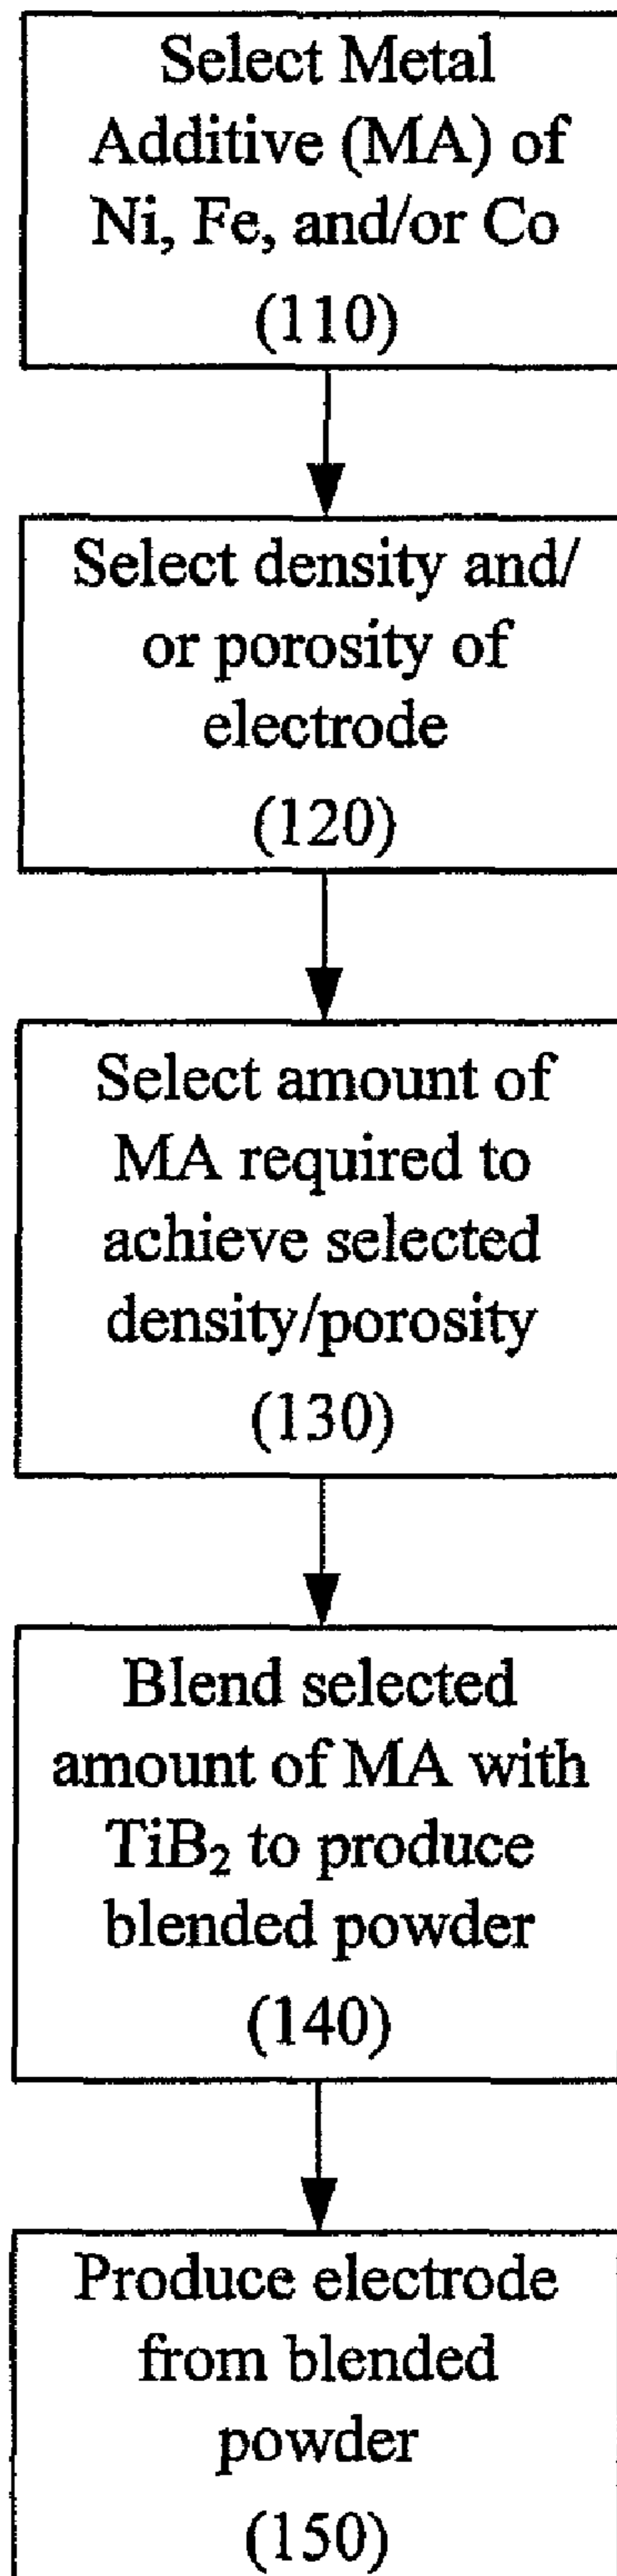 Select Metal
Additive (MA) of
Ni, Fe, and/or Co
(110)
Select density and/
or porosity of
electrode
(120)
Select amount of
MA required to
achieve selected
density/porosity
(130)
Blend selected
amount of MA with
TiB₂ to produce
blended powder
(140)
Produce electrode
from blended
powder
(150)